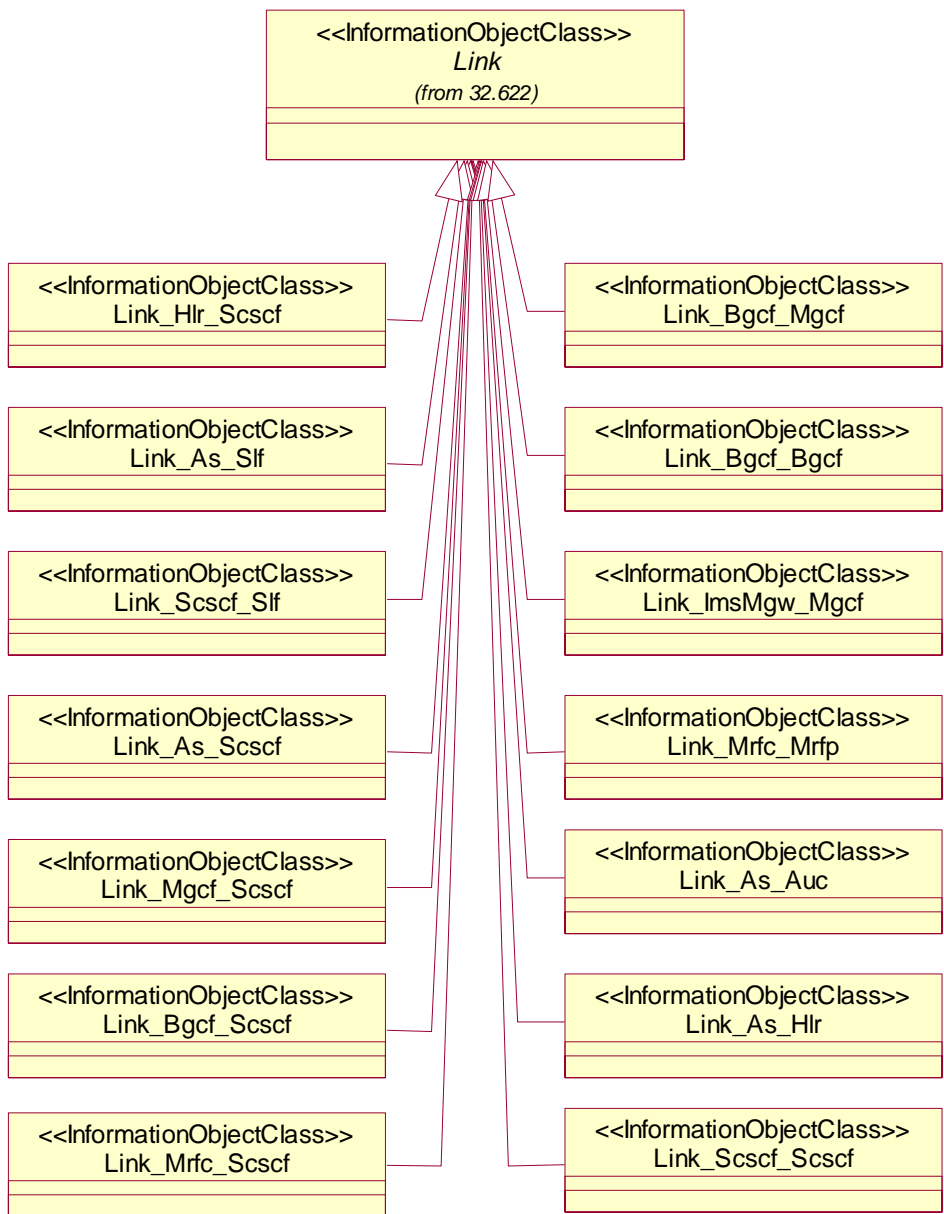 <<InformationObjectClass>>
Link
(from 32.622)
<<InformationObjectClass>>
Link_Hlr_Scscf
<<InformationObjectClass>>
Link_Bgcf_Mgcf
<<InformationObjectClass>>
Link_As_Slf
<<InformationObjectClass>>
Link_Bgcf_Bgcf
<<InformationObjectClass>>
Link_Scscf_Slf
<<InformationObjectClass>>
Link_ImsMgw_Mgcf
<<InformationObjectClass>>
Link_As_Scscf
<<InformationObjectClass>>
Link_Mrfc_Mrfp
<<InformationObjectClass>>
Link_Mgcf_Scscf
<<InformationObjectClass>>
Link_As_Auc
<<InformationObjectClass>>
Link_Bgcf_Scscf
<<InformationObjectClass>>
Link_As_Hlr
<<InformationObjectClass>>
Link_Mrfc_Scscf
<<InformationObjectClass>>
Link_Scscf_Scscf